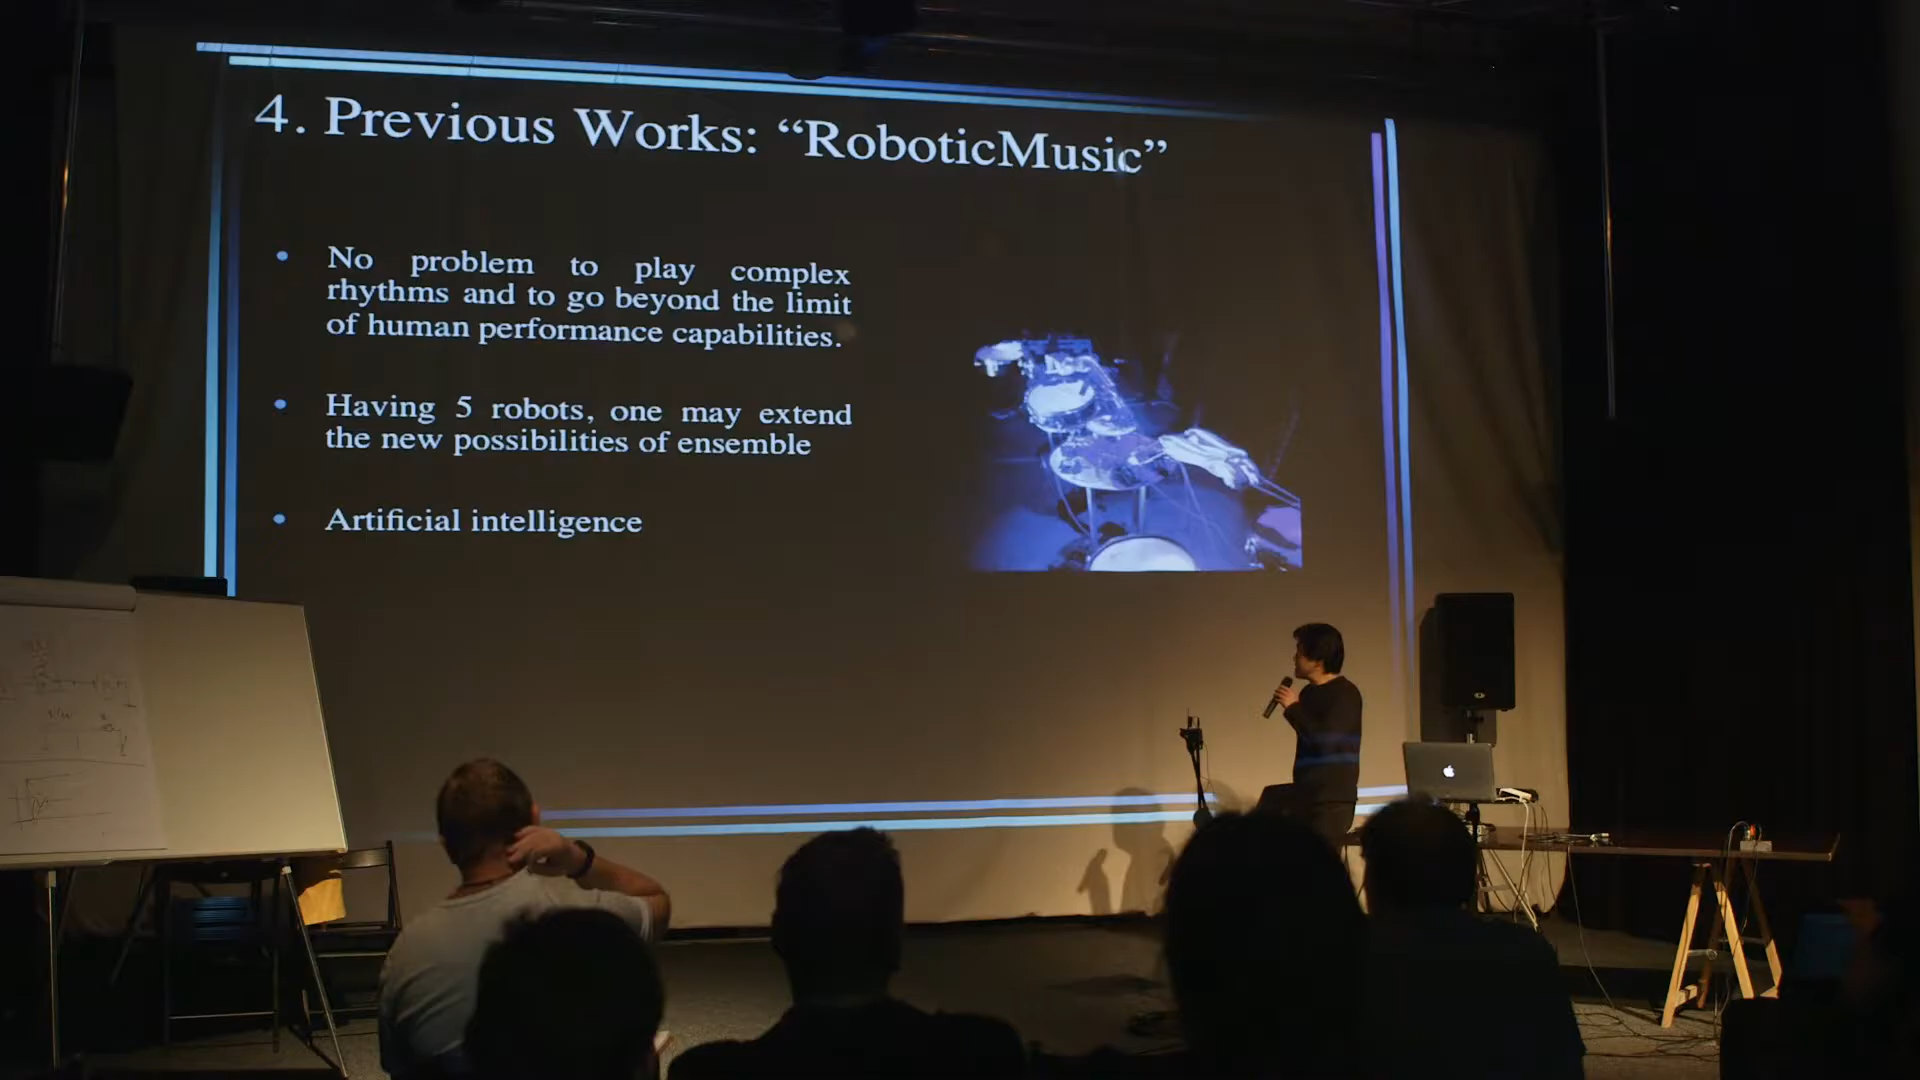 4. Previous Works: “RoboticMusic”
• No problem to play complex
rhythms and to go beyond the limit
of human performance capabilities.
• Having 5 robots, one may extend
the new possibilities of ensemble
• Artificial intelligence